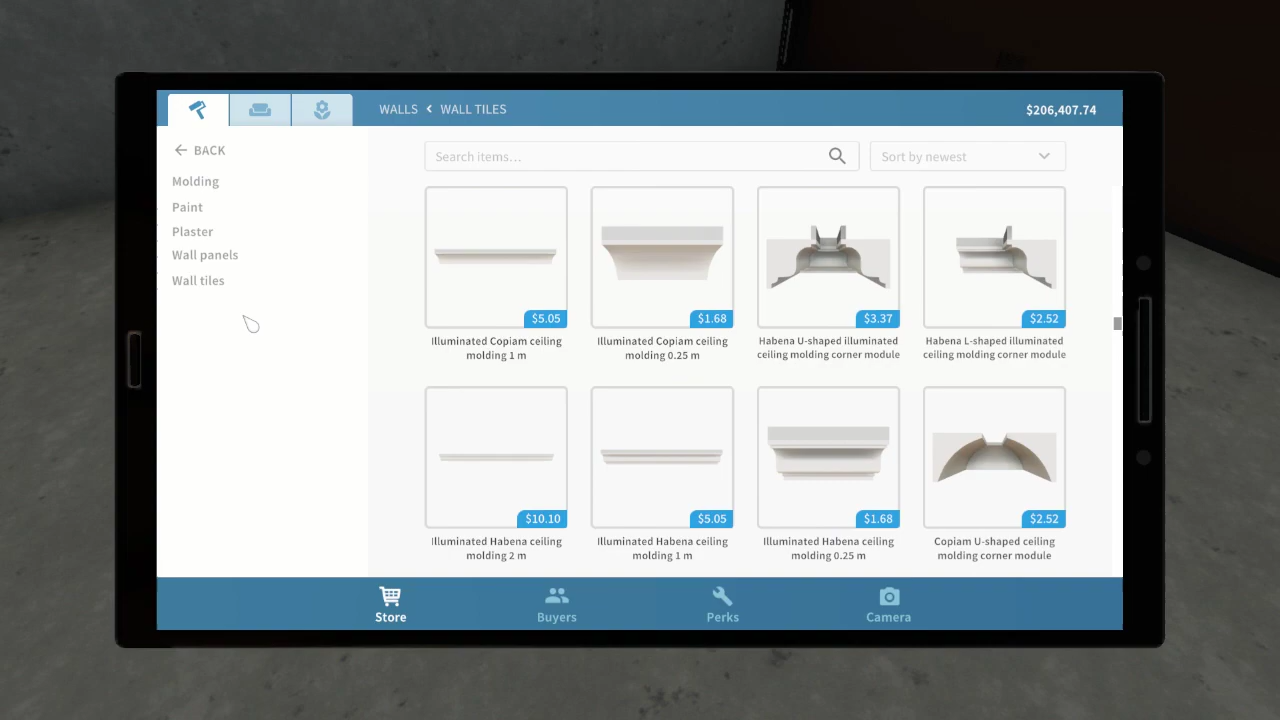 WALLS < WALL TILES
$206,407.74
BACK
Molding
Paint
Plaster
Wall panels
Wall tiles
Search items...
Sort by newest
$5.05
$1.68
$3.37
$2.52
Illuminated Copiam ceiling
molding 1 m
Illuminated Copiam ceiling
molding 0.25 m
Habena U-shaped illuminated
ceiling molding corner module
Habena L-shaped illuminated
ceiling molding corner module
$10.10
$5.05
$1.68
$2.52
Illuminated Habena ceiling
molding 2 m
Illuminated Habena ceiling
molding 1 m
Illuminated Habena ceiling
molding 0.25 m
Copiam U-shaped ceiling
molding corner module
Store
Buyers
Perks
Camera